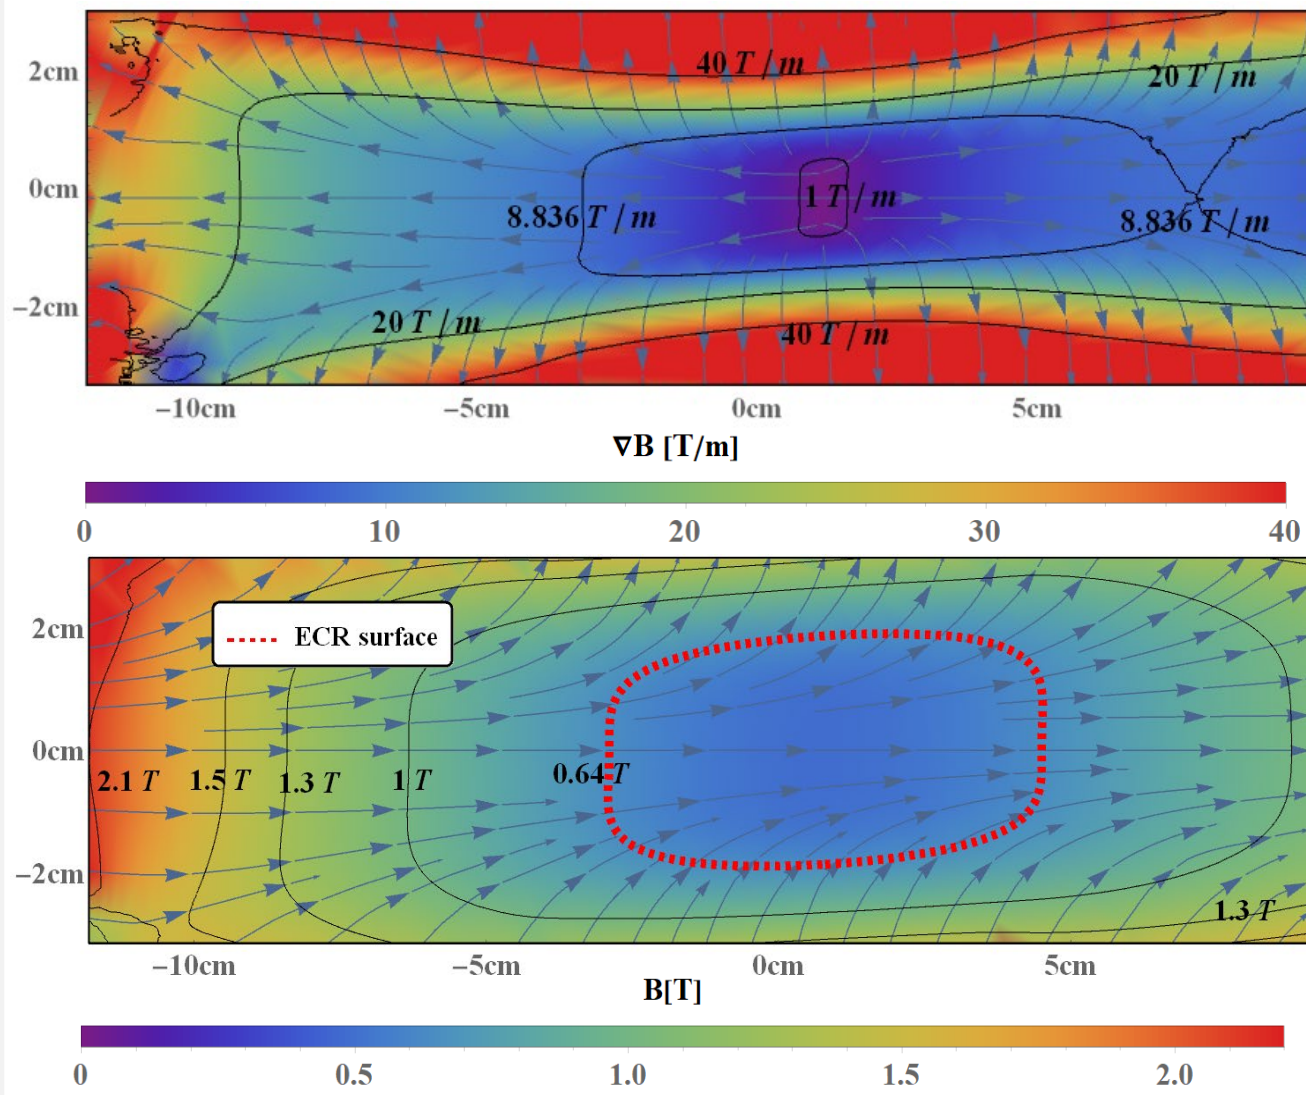 40 T / m
2cm
20 T / m
0cm
1 T / m
8.836 T / m
8.836 T / m
−2cm
20 T / m
40 T / m
−10cm −5cm 0cm 5cm
∇B [T/m]
0 10 20 30 40
2cm
ECR surface
0cm
2.1 T 1.5 T 1.3 T 1 T 0.64 T
−2cm
1.3 T
−10cm −5cm 0cm 5cm
B[T]
0 0.5 1.0 1.5 2.0